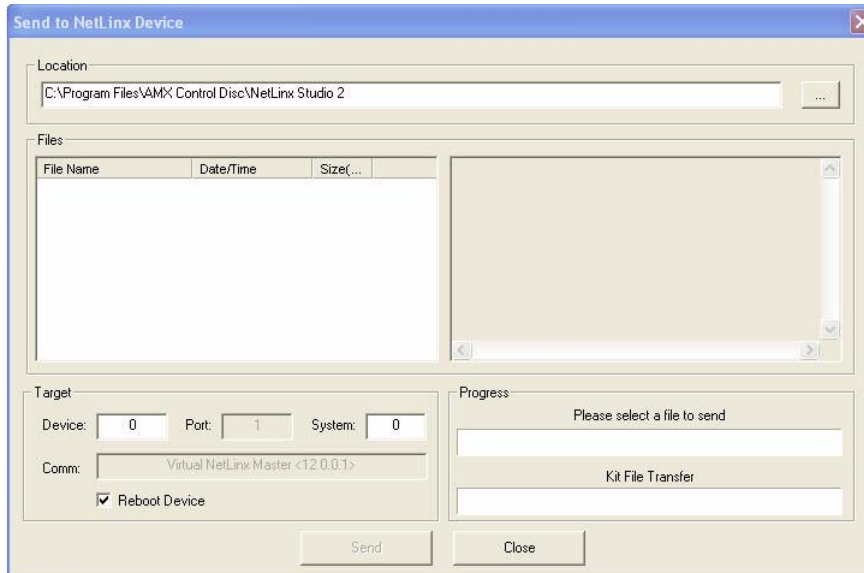 Send to NetLinx Device
Location
C:\Program Files\AMX Control Disc\NetLinx Studio 2
...
Files
File Name Date/Time Size(...
Target
Device: 0 Port: 1 System: 0
Comm: Virtual NetLinx Master <12.0.0.1>
Reboot Device
Progress
Please select a file to send
Kit File Transfer
Send Close